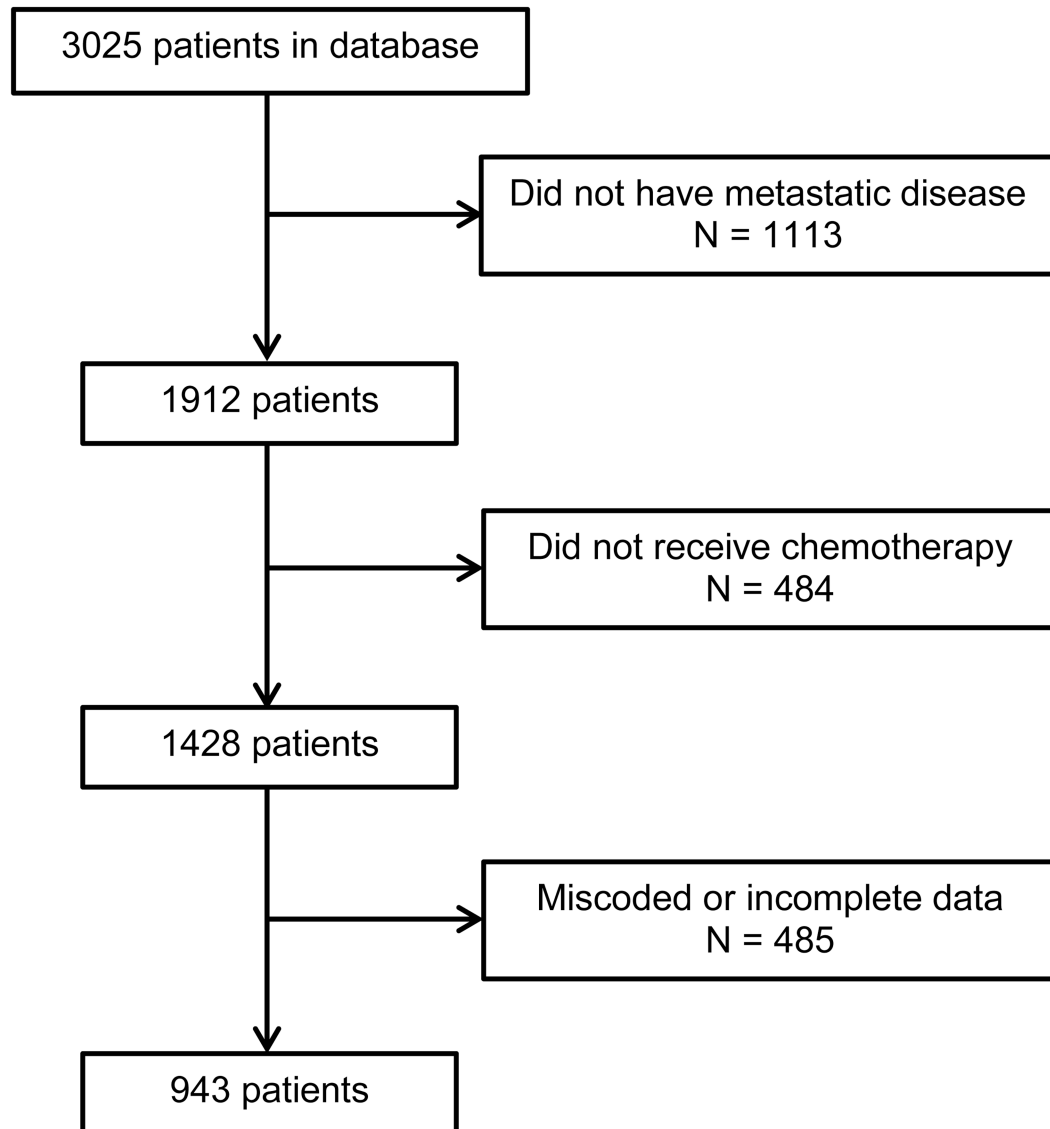 3025 patients in database
Did not have metastatic disease
N = 1113
1912 patients
Did not receive chemotherapy
N = 484
1428 patients
Miscoded or incomplete data
N = 485
943 patients